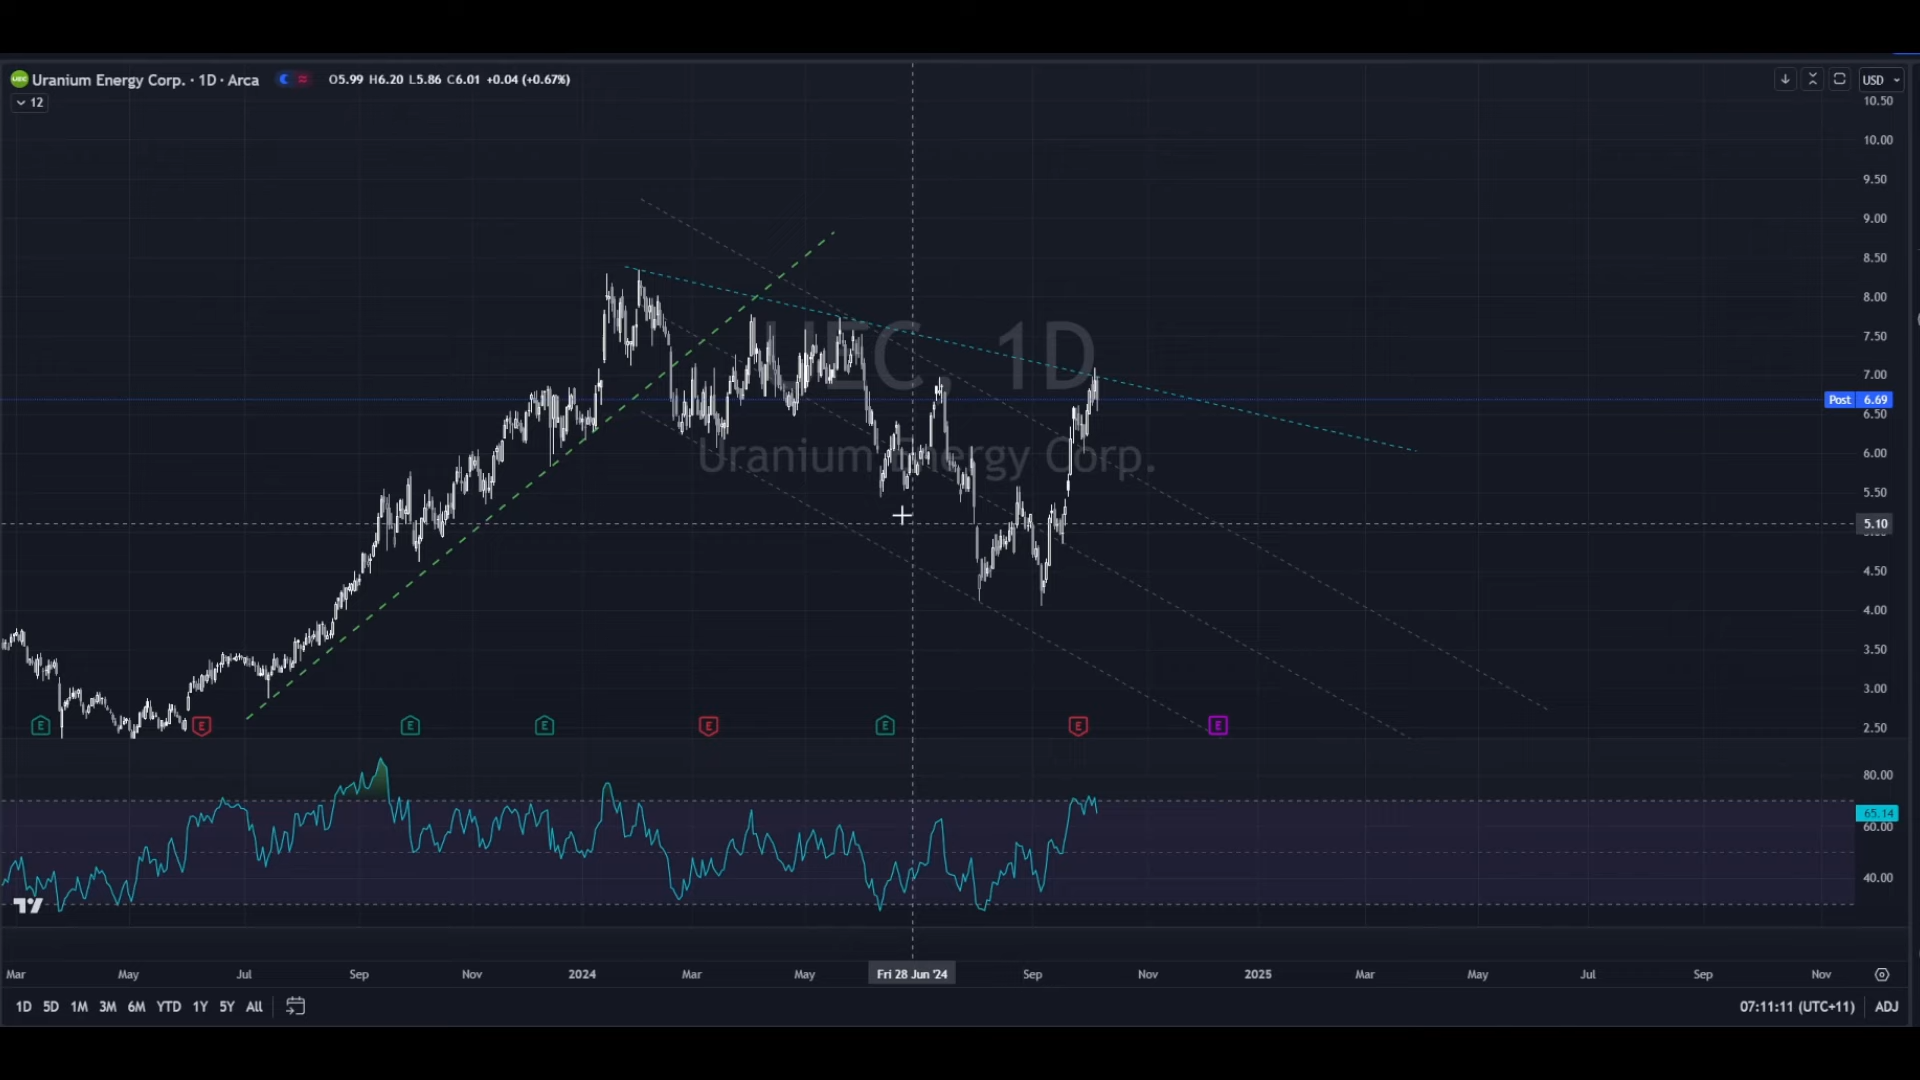 UEC Uranium Energy Corp. · 1D · Arca O5.99 H6.20 L5.86 C6.01 +0.04 (+0.67%)
USD
12
10.50
10.00
9.50
9.00
8.50
8.00
7.50
7.00
Post 6.69
6.50
6.00
5.50
5.10
4.50
4.00
3.50
3.00
2.50
UEC, 1D
Uranium Energy Corp.
E E E E E E E E
80.00
65.14
60.00
40.00
Mar May Jul Sep Nov 2024 Mar May Fri 28 Jun '24 Sep Nov 2025 Mar May Jul Sep Nov
1D 5D 1M 3M 6M YTD 1Y 5Y All
07:11:11 (UTC+11) ADJ